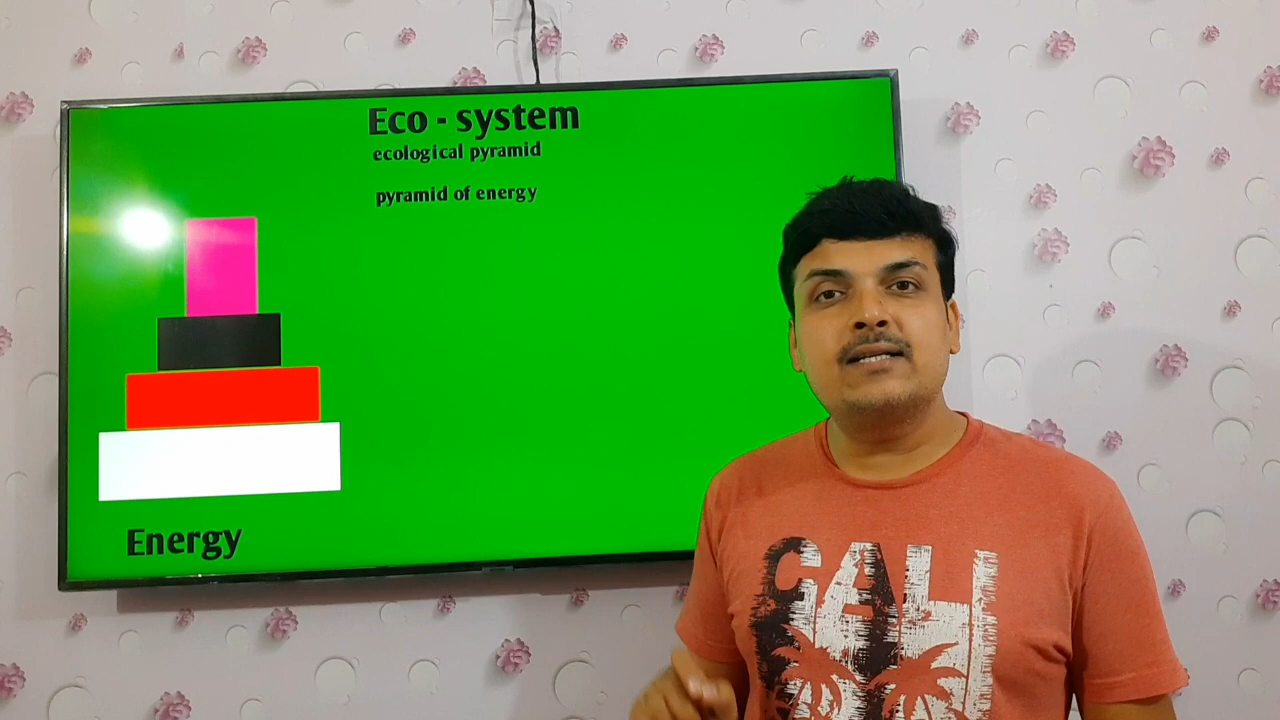 Eco - system
ecological pyramid
pyramid of energy
Energy
CALI